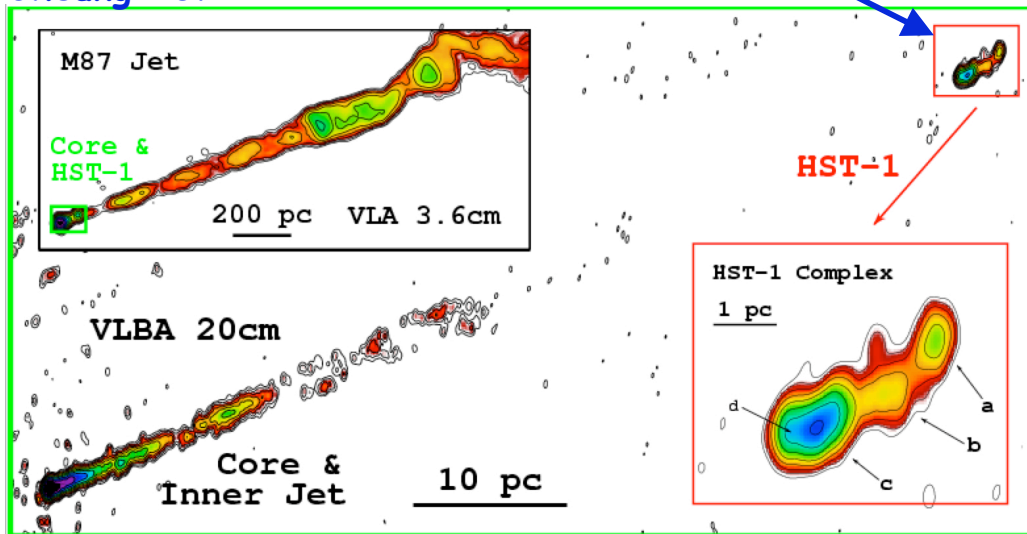 M87 Jet
Core &
HST-1
200 pc VLA 3.6cm
HST-1
VLBA 20cm
HST-1 Complex
1 pc
a
b
c
d
Core &
Inner Jet
10 pc